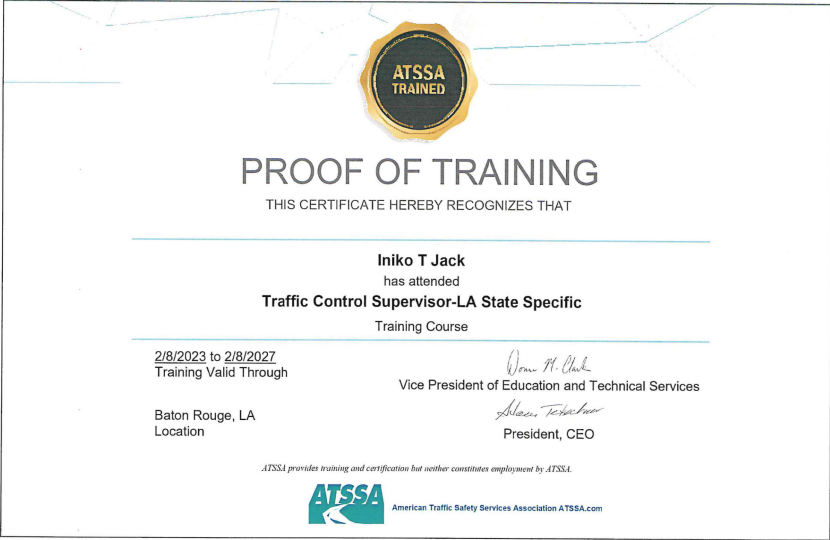 ATSSA
TRAINED
PROOF OF TRAINING
THIS CERTIFICATE HEREBY RECOGNIZES THAT
Iniko T Jack
has attended
Traffic Control Supervisor-LA State Specific
Training Course
2/8/2023 to 2/8/2027
Training Valid Through
Donna M. Clark
Vice President of Education and Technical Services
Baton Rouge, LA
Location
President, CEO
ATSSA provides training and certification but neither constitutes employment by ATSSA.
ATSSA
American Traffic Safety Services Association ATSSA.com